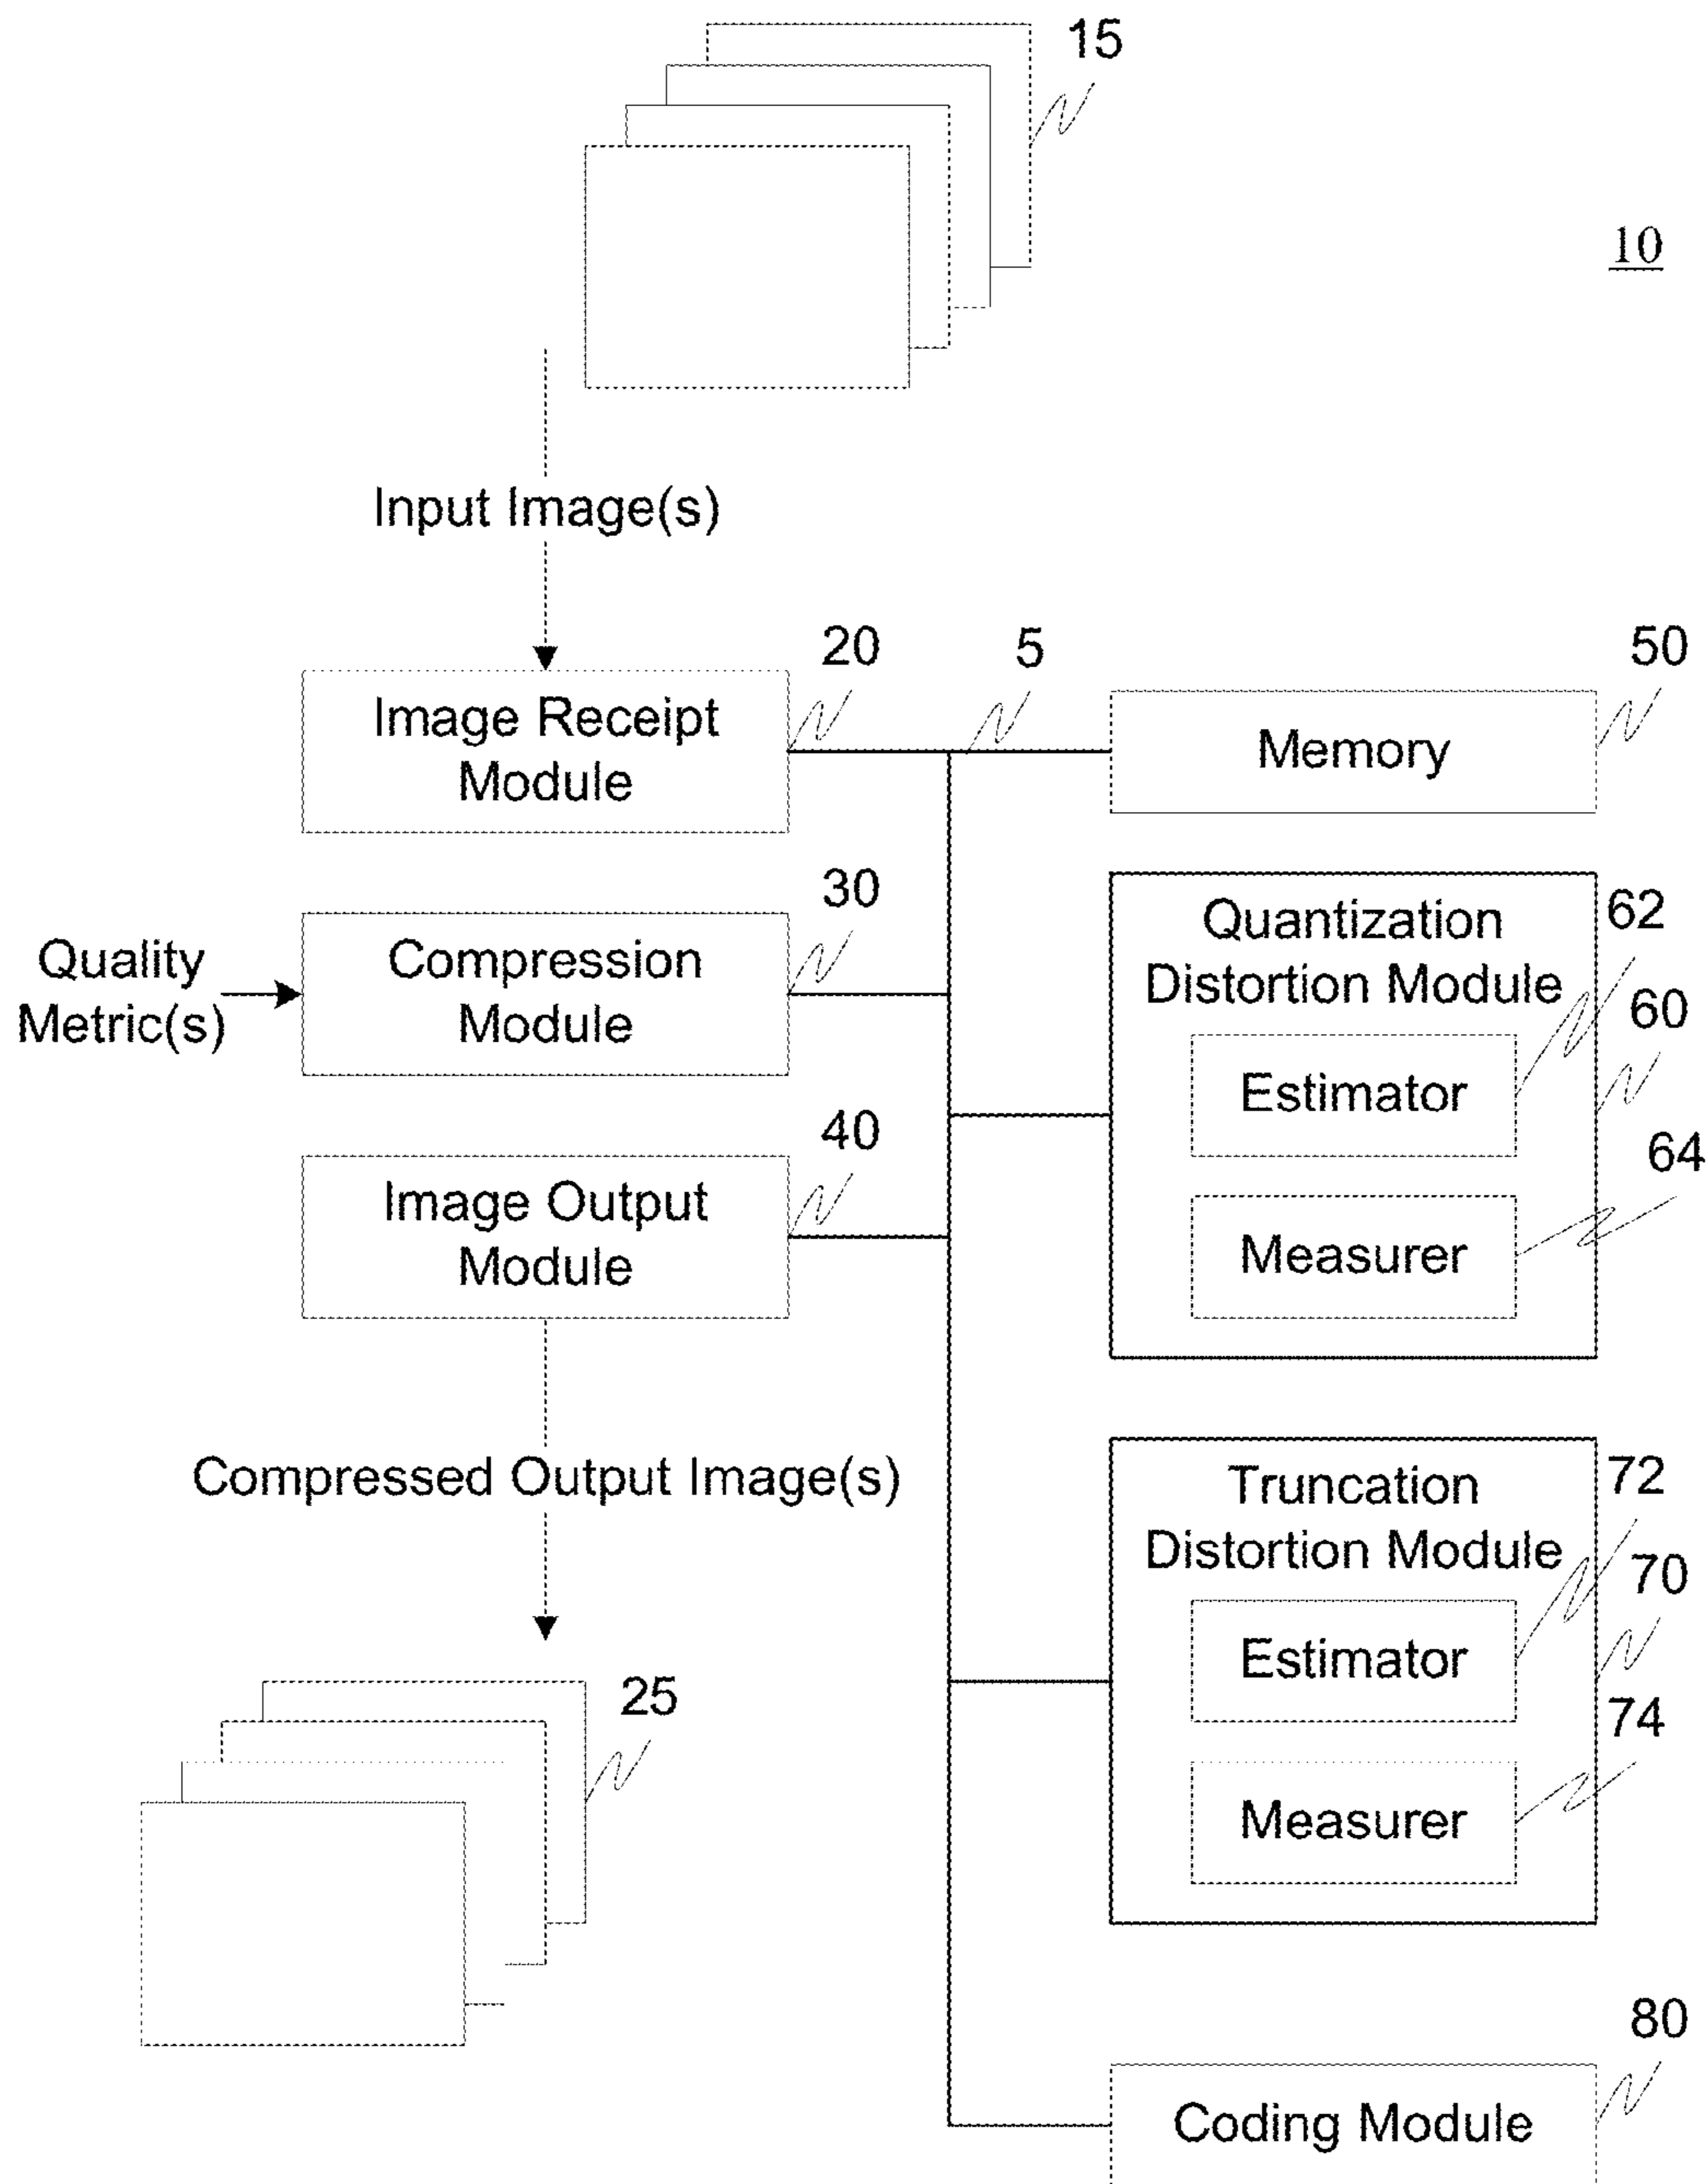 15
10
Input Image(s)
20
5
50
Image Receipt
Module
Memory
30
Quality
Metric(s)
Compression
Module
Quantization
Distortion Module
62
60
Estimator
64
Measurer
40
Image Output
Module
Compressed Output Image(s)
Truncation
Distortion Module
72
70
Estimator
74
Measurer
25
80
Coding Module